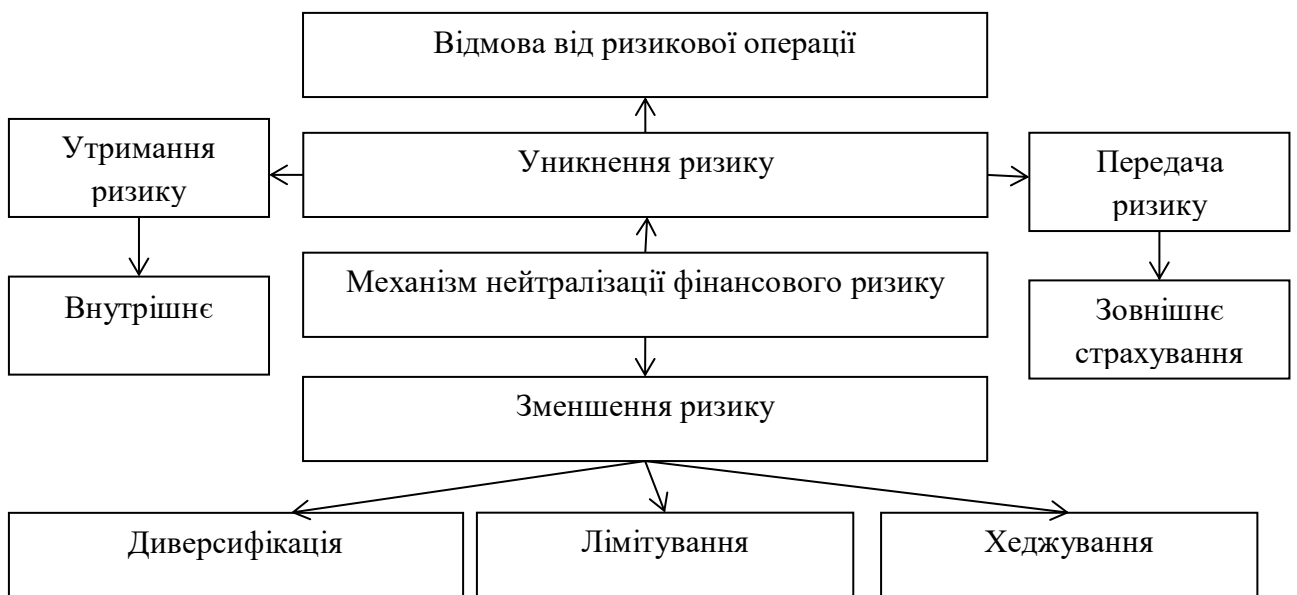 Відмова від ризикової операції
Утримання
ризику
Уникнення ризику
Передача
ризику
Механізм нейтралізації фінансового ризику
Внутрішнє
Зовнішнє
страхування
Зменшення ризику
Диверсифікація
Лімітування
Хеджування